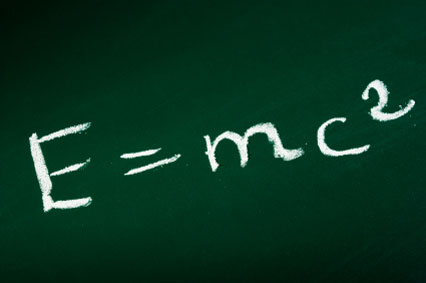 E = mc²